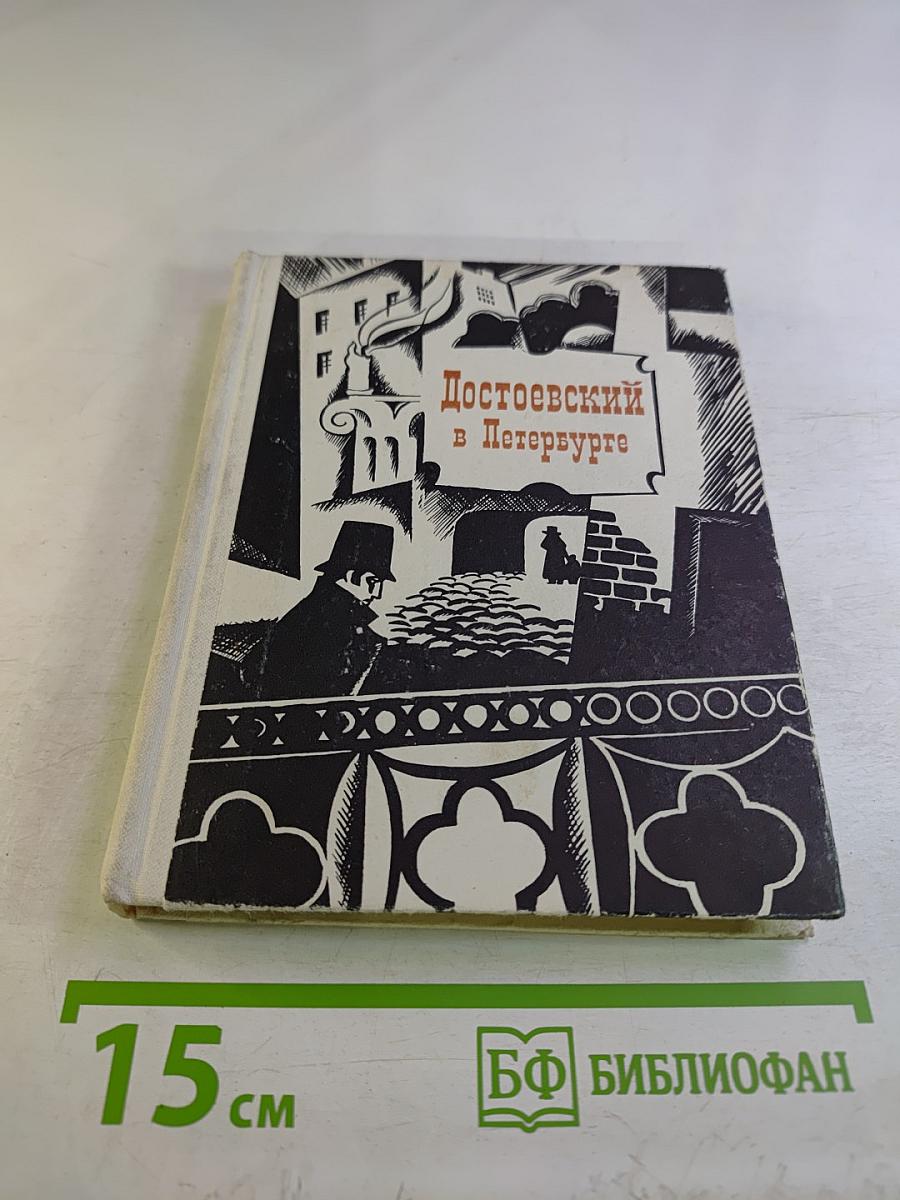 Достоевский
в Петербурге
15 см
БФ БИБЛИОФАН